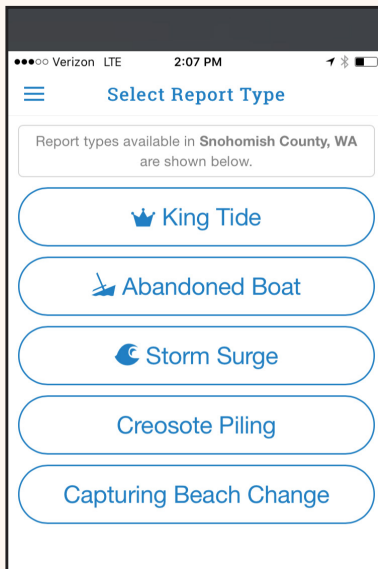 Verizon LTE 2:07 PM
Select Report Type
Report types available in Snohomish County, WA
are shown below.
King Tide
Abandoned Boat
Storm Surge
Creosote Piling
Capturing Beach Change